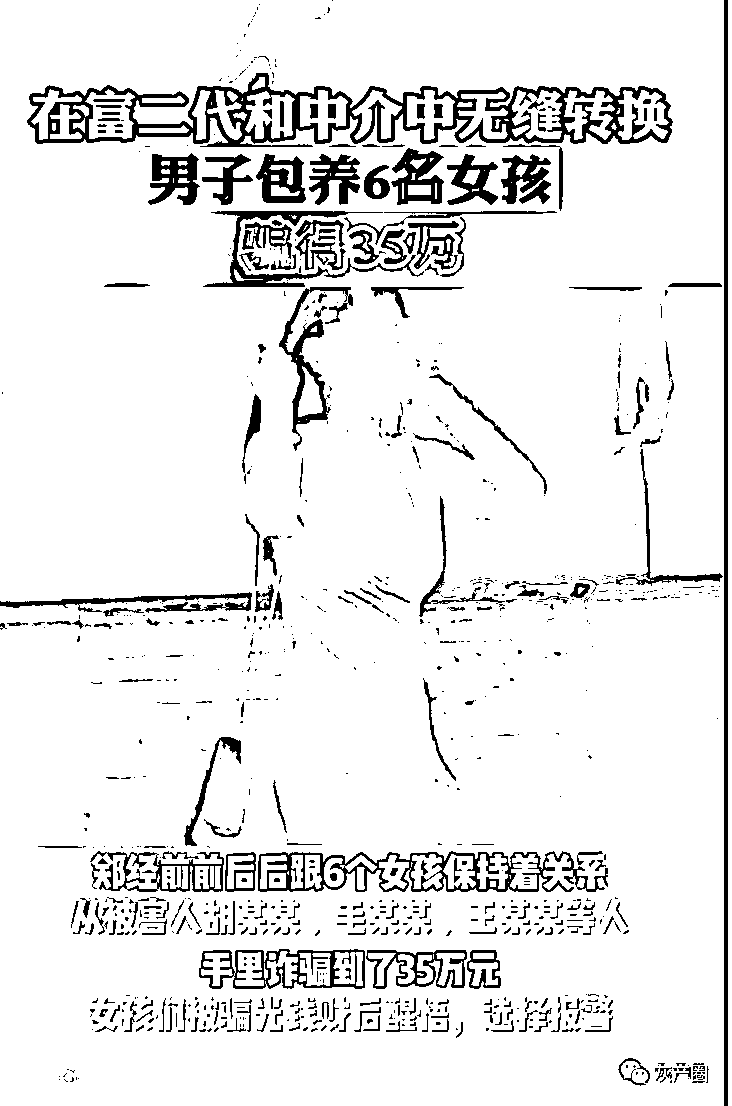 在富二代和中介中无缝转换
男子包养6名女孩
骗得35万
郑经前前后后跟6个女孩保持着关系
从被害人胡某某，毛某某，王某某等人
手里诈骗到了35万元
女孩们被骗光钱财后醒悟，选择报警
灰产圈